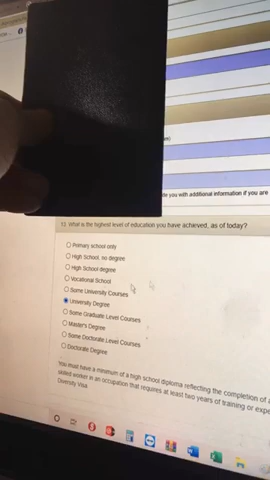 ide you with additional information if you are
13. What is the highest level of education you have achieved, as of today?
Primary school only
High School, no degree
High School degree
Vocational School
Some University Courses
University Degree
Some Graduate Level Courses
Master's Degree
Some Doctorate Level Courses
Doctorate Degree
You must have a minimum of a high school diploma reflecting the completion of a
skilled worker in an occupation that requires at least two years of training or expe
Diversity Visa